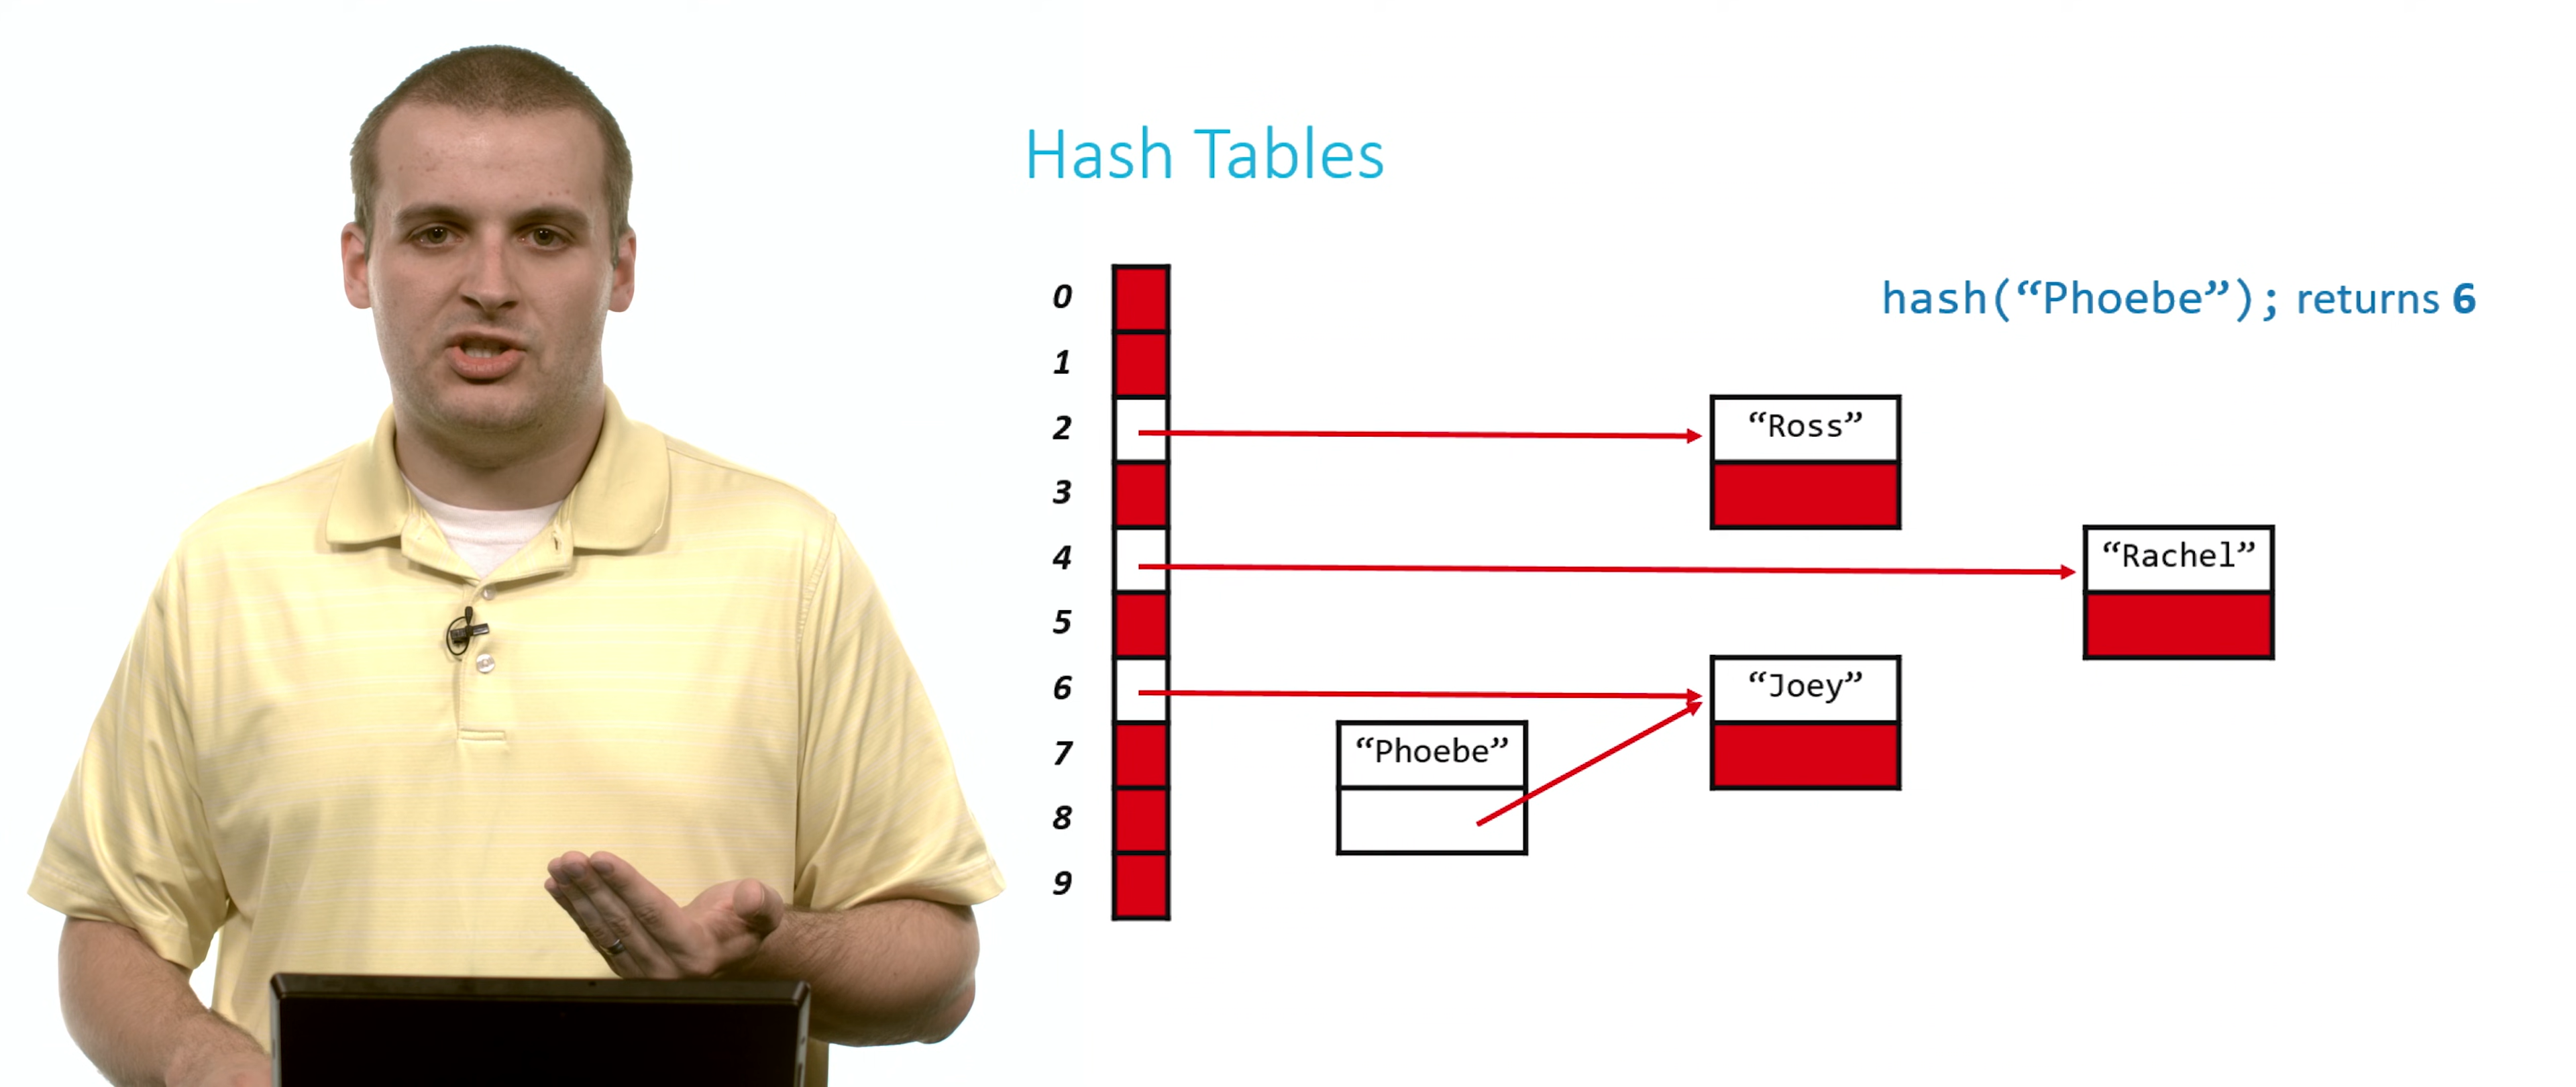 Hash Tables
hash(“Phoebe”); returns 6
0
1
2
“Ross”
3
4
“Rachel”
5
6
“Joey”
7
“Phoebe”
8
9